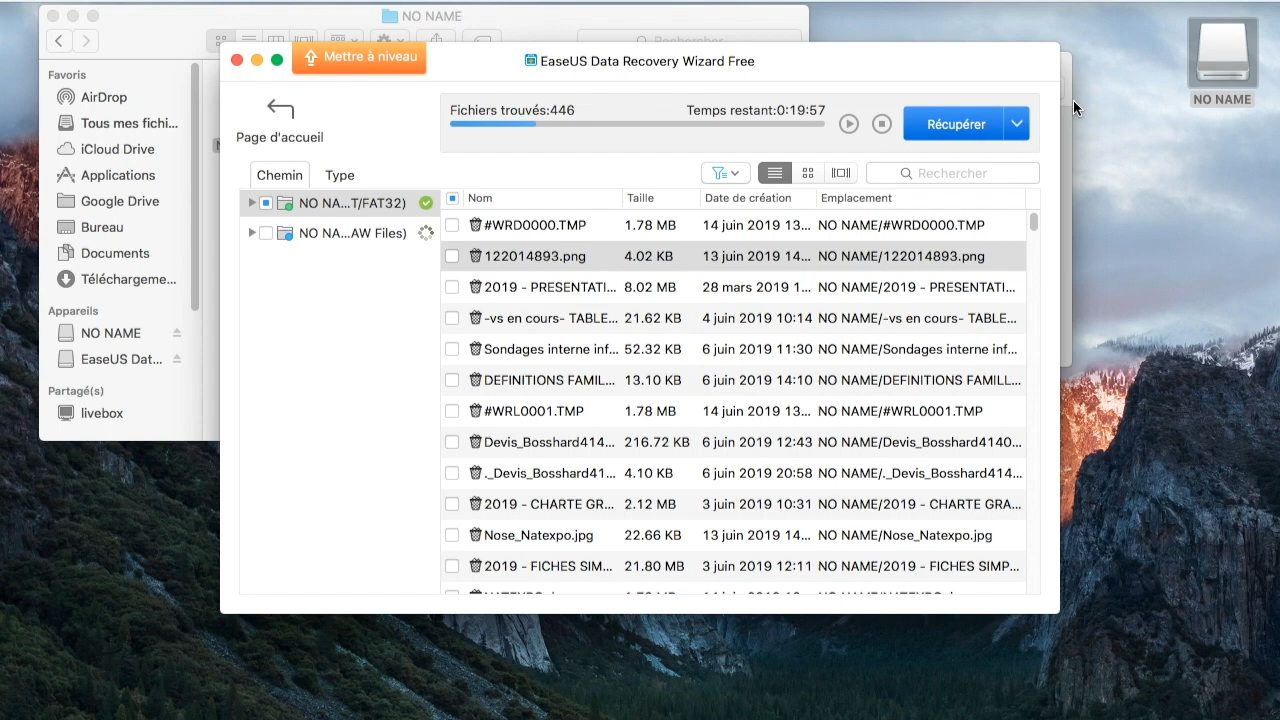 NO NAME
Rechercher
Favoris
AirDrop
Tous mes fichi...
iCloud Drive
Applications
Google Drive
Bureau
Documents
Téléchargeme...
Appareils
NO NAME
EaseUS Dat...
Partagé(s)
livebox
Mettre à niveau
EaseUS Data Recovery Wizard Free
Page d'accueil
Fichiers trouvés:446 Temps restant:0:19:57
Récupérer
Chemin Type
Rechercher
NO NA...T/FAT32)
NO NA...AW Files)
Nom Taille Date de création Emplacement
#WRD0000.TMP 1.78 MB 14 juin 2019 13... NO NAME/#WRD0000.TMP
122014893.png 4.02 KB 13 juin 2019 14... NO NAME/122014893.png
2019 - PRESENTATI... 8.02 MB 28 mars 2019 1... NO NAME/2019 - PRESENTATI...
-vs en cours- TABLE... 21.62 KB 4 juin 2019 10:14 NO NAME/-vs en cours- TABLE...
Sondages interne inf... 52.32 KB 6 juin 2019 11:30 NO NAME/Sondages interne inf...
DEFINITIONS FAMIL... 13.10 KB 6 juin 2019 14:10 NO NAME/DEFINITIONS FAMILL...
#WRL0001.TMP 1.78 MB 14 juin 2019 13... NO NAME/#WRL0001.TMP
Devis_Bosshard414... 216.72 KB 6 juin 2019 12:43 NO NAME/Devis_Bosshard4140...
._Devis_Bosshard41... 4.10 KB 6 juin 2019 20:58 NO NAME/._Devis_Bosshard414...
2019 - CHARTE GR... 2.12 MB 3 juin 2019 10:31 NO NAME/2019 - CHARTE GRA...
Nose_Natexpo.jpg 22.66 KB 13 juin 2019 14... NO NAME/Nose_Natexpo.jpg
2019 - FICHES SIM... 21.80 MB 3 juin 2019 12:11 NO NAME/2019 - FICHES SIMP...
NO NAME